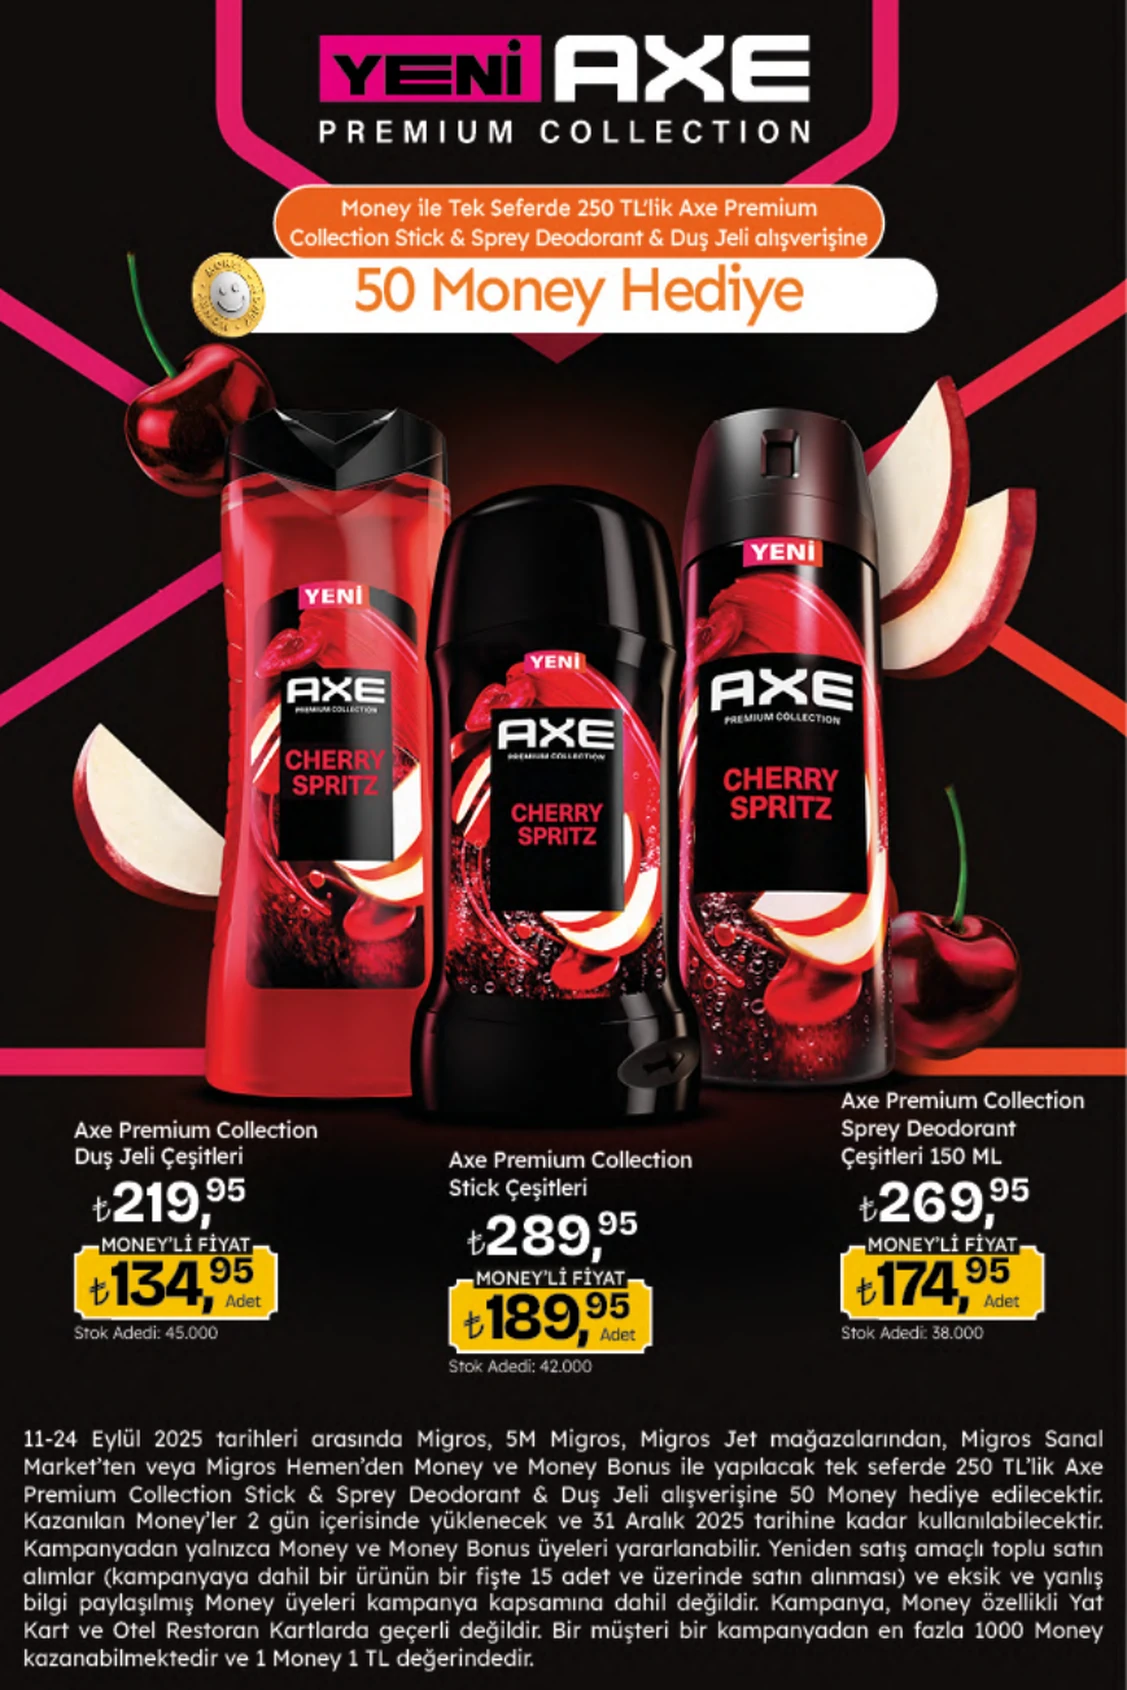 YENİ AXE
PREMIUM COLLECTION
Money ile Tek Seferde 250 TL'lik Axe Premium
Collection Stick & Sprey Deodorant & Duş Jeli alışverişine
50 Money Hediye
YENİ
AXE
PREMIUM COLLECTION
CHERRY
SPRITZ
YENİ
AXE
PREMIUM COLLECTION
CHERRY
SPRITZ
YENİ
AXE
PREMIUM COLLECTION
CHERRY
SPRITZ
Axe Premium Collection
Duş Jeli Çeşitleri
₺219,95
MONEY'Lİ FİYAT
₺134,95
Adet
Stok Adedi: 45.000
Axe Premium Collection
Stick Çeşitleri
₺289,95
MONEY'Lİ FİYAT
₺189,95
Adet
Stok Adedi: 42.000
Axe Premium Collection
Sprey Deodorant
Çeşitleri 150 ML
₺269,95
MONEY'Lİ FİYAT
₺174,95
Adet
Stok Adedi: 38.000
11-24 Eylül 2025 tarihleri arasında Migros, 5M Migros, Migros Jet mağazalarından, Migros Sanal
Market'ten veya Migros Hemen'den Money ve Money Bonus ile yapılacak tek seferde 250 TL'lik Axe
Premium Collection Stick & Sprey Deodorant & Duş Jeli alışverişine 50 Money hediye edilecektir.
Kazanılan Money'ler 2 gün içerisinde yüklenecek ve 31 Aralık 2025 tarihine kadar kullanılabilecektir.
Kampanyadan yalnızca Money ve Money Bonus üyeleri yararlanabilir. Yeniden satış amaçlı toplu satın
alımlar (kampanyaya dahil bir ürünün bir fişte 15 adet ve üzerinde satın alınması) ve eksik ve yanlış
bilgi paylaşılmış Money üyeleri kampanya kapsamına dahil değildir. Kampanya, Money özellikli Yat
Kart ve Otel Restoran Kartlarda geçerli değildir. Bir müşteri bir kampanyadan en fazla 1000 Money
kazanabilmektedir ve 1 Money 1 TL değerindedir.